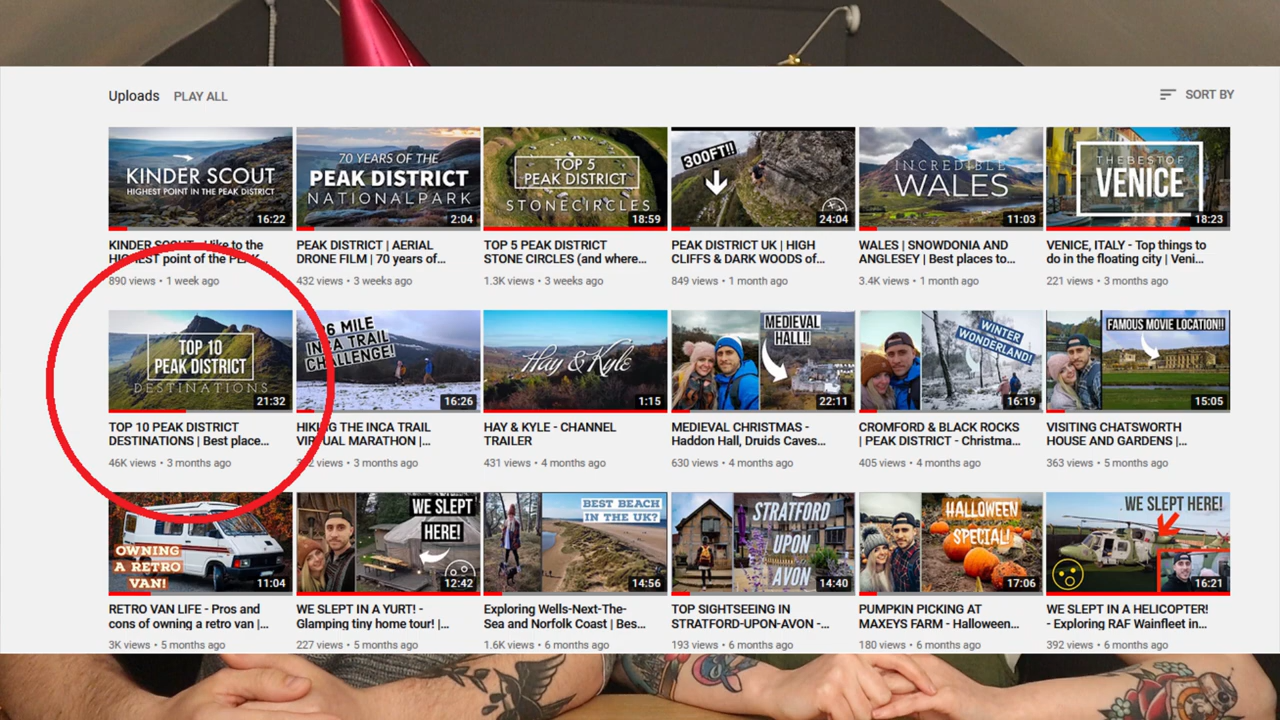 Uploads PLAY ALL
SORT BY
KINDER SCOUT
HIGHEST POINT IN THE PEAK DISTRICT
16:22
70 YEARS OF THE
PEAK DISTRICT
NATIONALPARK
2:04
TOP 5
PEAK DISTRICT
STONECIRCLES
18:59
300FT!!
24:04
INCREDIBLE
WALES
11:03
THEBESTOF
VENICE
18:23
KINDER SCOUT - Hike to the
HIGHEST point of the PEAK...
890 views • 1 week ago
PEAK DISTRICT | AERIAL
DRONE FILM | 70 years of...
432 views • 3 weeks ago
TOP 5 PEAK DISTRICT
STONE CIRCLES (and where...
1.3K views • 3 weeks ago
PEAK DISTRICT UK | HIGH
CLIFFS & DARK WOODS of...
849 views • 1 month ago
WALES | SNOWDONIA AND
ANGLESEY | Best places to...
3.4K views • 1 month ago
VENICE, ITALY - Top things to
do in the floating city | Veni...
221 views • 3 months ago
TOP 10
PEAK DISTRICT
DESTINATIONS
21:32
MILE
INCA TRAIL
CHALLENGE!
16:26
Hay & Kyle
1:15
MEDIEVAL
HALL!!
22:11
WINTER
WONDERLAND!
16:19
FAMOUS MOVIE LOCATION!!
15:05
TOP 10 PEAK DISTRICT
DESTINATIONS | Best place...
46K views • 3 months ago
HIKING THE INCA TRAIL
VIRTUAL MARATHON |...
views • 3 months ago
HAY & KYLE - CHANNEL
TRAILER
431 views • 4 months ago
MEDIEVAL CHRISTMAS -
Haddon Hall, Druids Caves...
630 views • 4 months ago
CROMFORD & BLACK ROCKS
| PEAK DISTRICT - Christma...
405 views • 4 months ago
VISITING CHATSWORTH
HOUSE AND GARDENS |...
363 views • 5 months ago
OWNING
A RETRO
VAN!
11:04
WE SLEPT
HERE!
12:42
BEST BEACH
IN THE UK?
14:56
STRATFORD
UPON
AVON
14:40
HALLOWEEN
SPECIAL!
17:06
WE SLEPT HERE!
16:21
RETRO VAN LIFE - Pros and
cons of owning a retro van |...
3K views • 5 months ago
WE SLEPT IN A YURT! -
Glamping tiny home tour! |...
227 views • 5 months ago
Exploring Wells-Next-The-
Sea and Norfolk Coast | Bes...
1.6K views • 6 months ago
TOP SIGHTSEEING IN
STRATFORD-UPON-AVON -...
193 views • 6 months ago
PUMPKIN PICKING AT
MAXEYS FARM - Halloween...
180 views • 6 months ago
WE SLEPT IN A HELICOPTER!
- Exploring RAF Wainfleet in...
392 views • 6 months ago